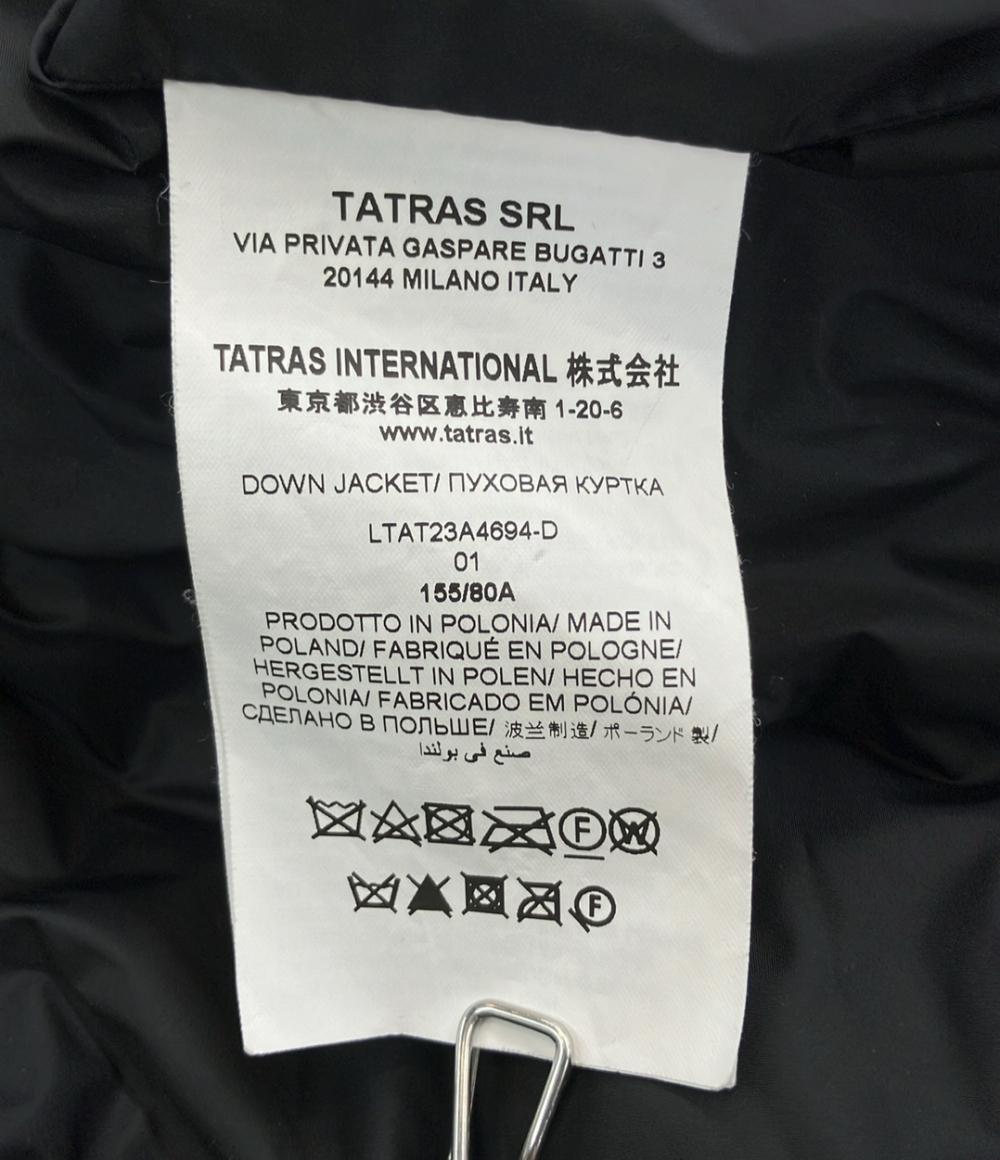 TATRAS SRL
VIA PRIVATA GASPARE BUGATTI 3
20144 MILANO ITALY
TATRAS INTERNATIONAL 株式会社
東京都渋谷区恵比寿南 1-20-6
www.tatras.it
DOWN JACKET/ ПУХОВАЯ КУРТКА
LTAT23A4694-D
01
155/80A
PRODOTTO IN POLONIA/ MADE IN
POLAND/ FABRIQUÉ EN POLOGNE/
HERGESTELLT IN POLEN/ HECHO EN
POLONIA/ FABRICADO EM POLÓNIA/
СДЕЛАНО В ПОЛЬШЕ/ 波兰制造/ ポーランド 製/
صنع في بولندا
F W
F